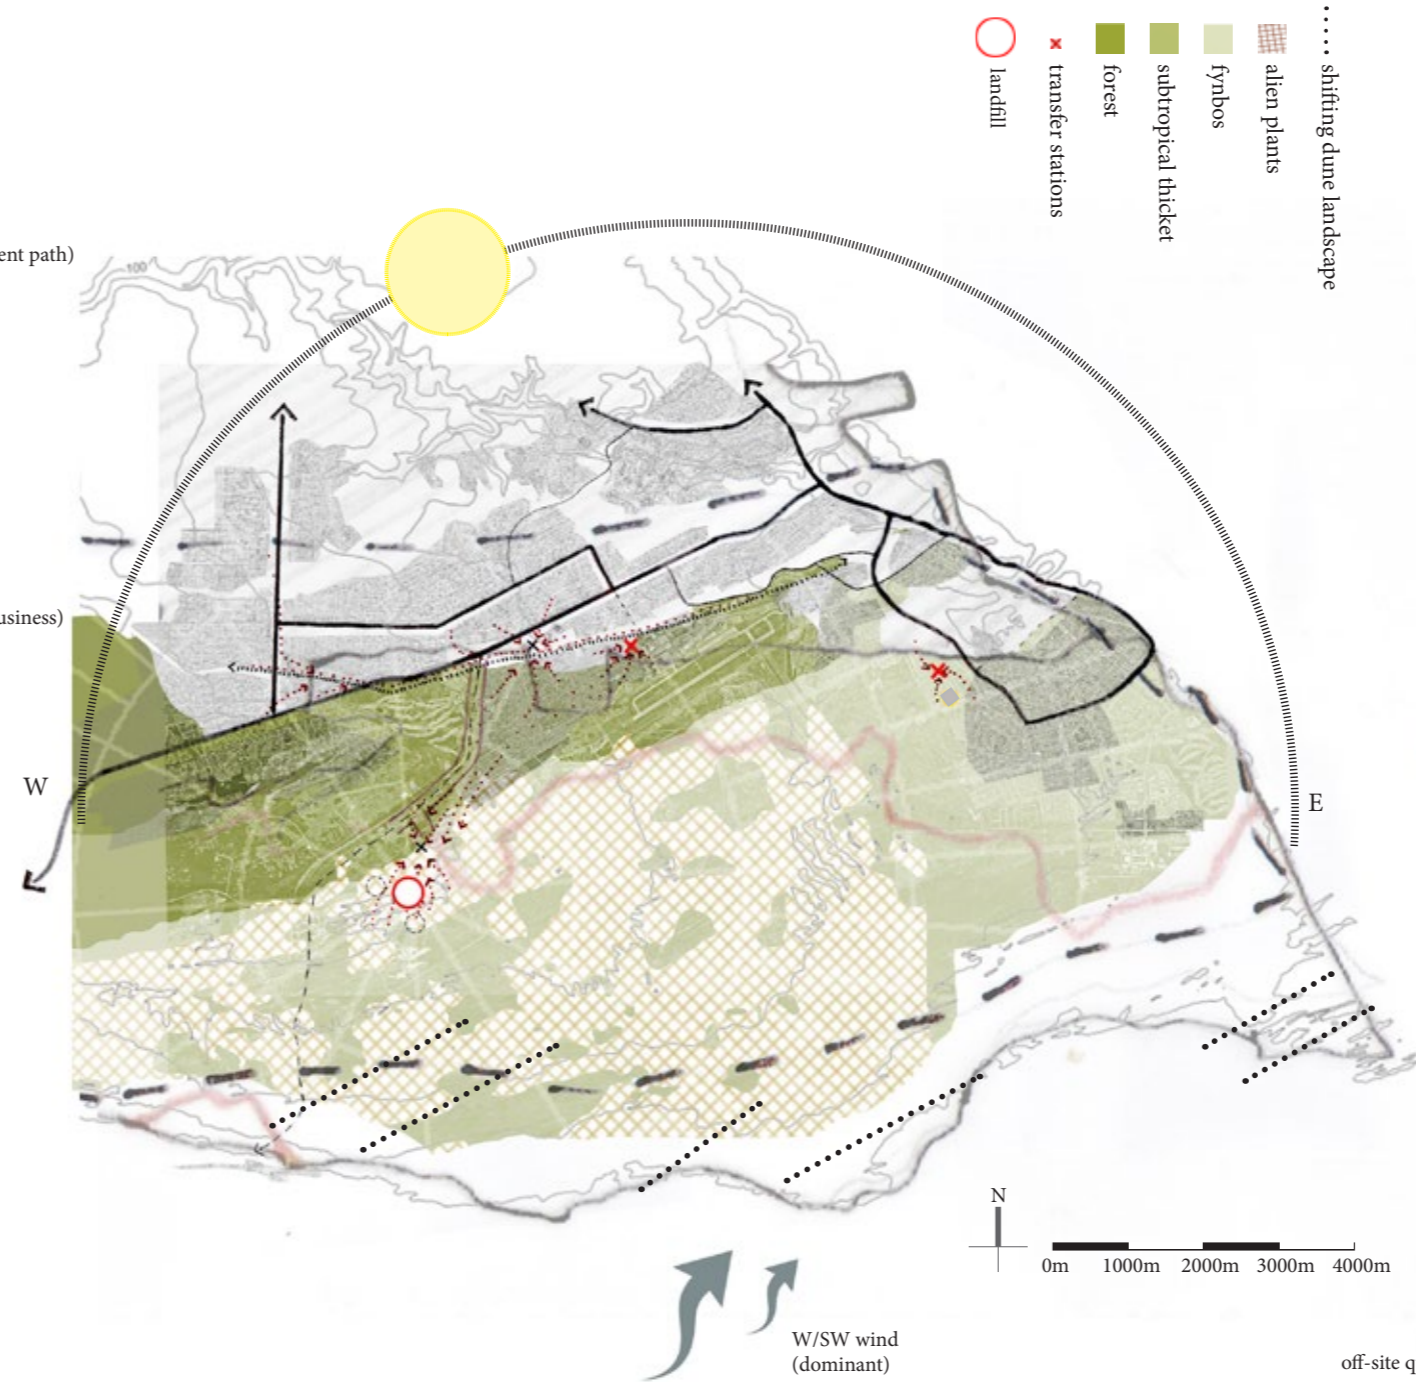 landfill
transfer stations
forest
subtropical thicket
fynbos
alien plants
shifting dune landscape
ent path)
100
usiness)
W
E
N
0m 1000m 2000m 3000m 4000m
W/SW wind
(dominant)
off-site q